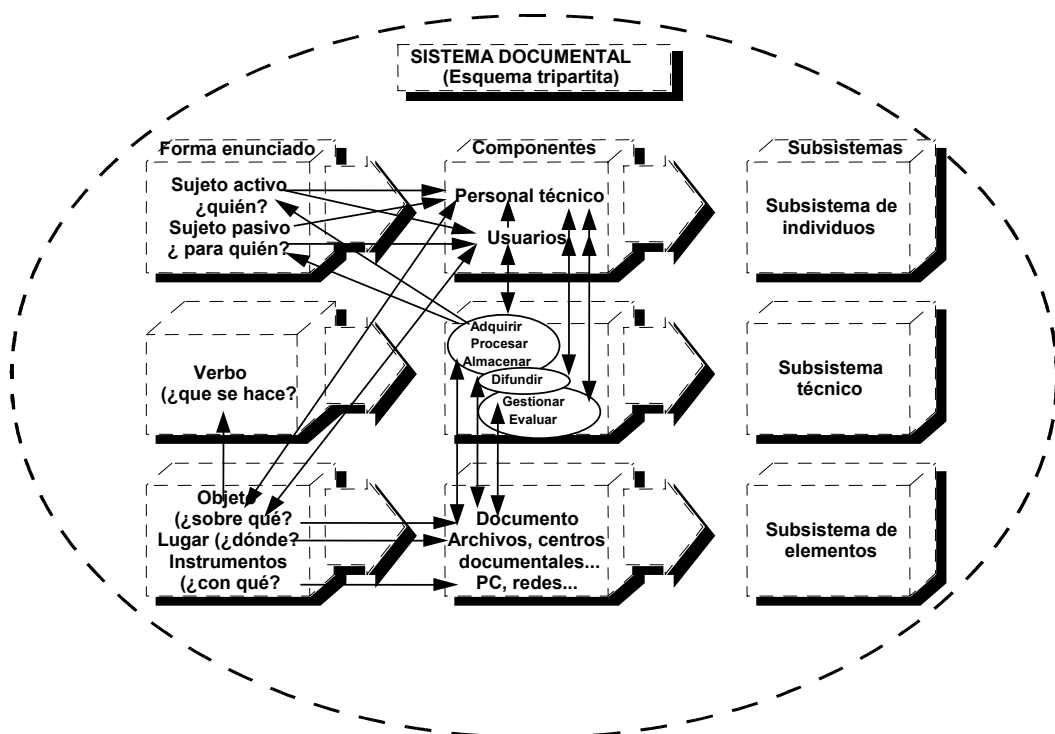 SISTEMA DOCUMENTAL
(Esquema tripartita)
Forma enunciado
Sujeto activo
¿quién?
Sujeto pasivo
¿ para quién?
Componentes
Personal técnico
Usuarios
Subsistemas
Subsistema de
individuos
Verbo
(¿que se hace?
Adquirir
Procesar
Almacenar
Difundir
Gestionar
Evaluar
Subsistema
técnico
Objeto
(¿sobre qué?
Lugar (¿dónde?
Instrumentos
(¿con qué?
Documento
Archivos, centros
documentales...
PC, redes...
Subsistema de
elementos